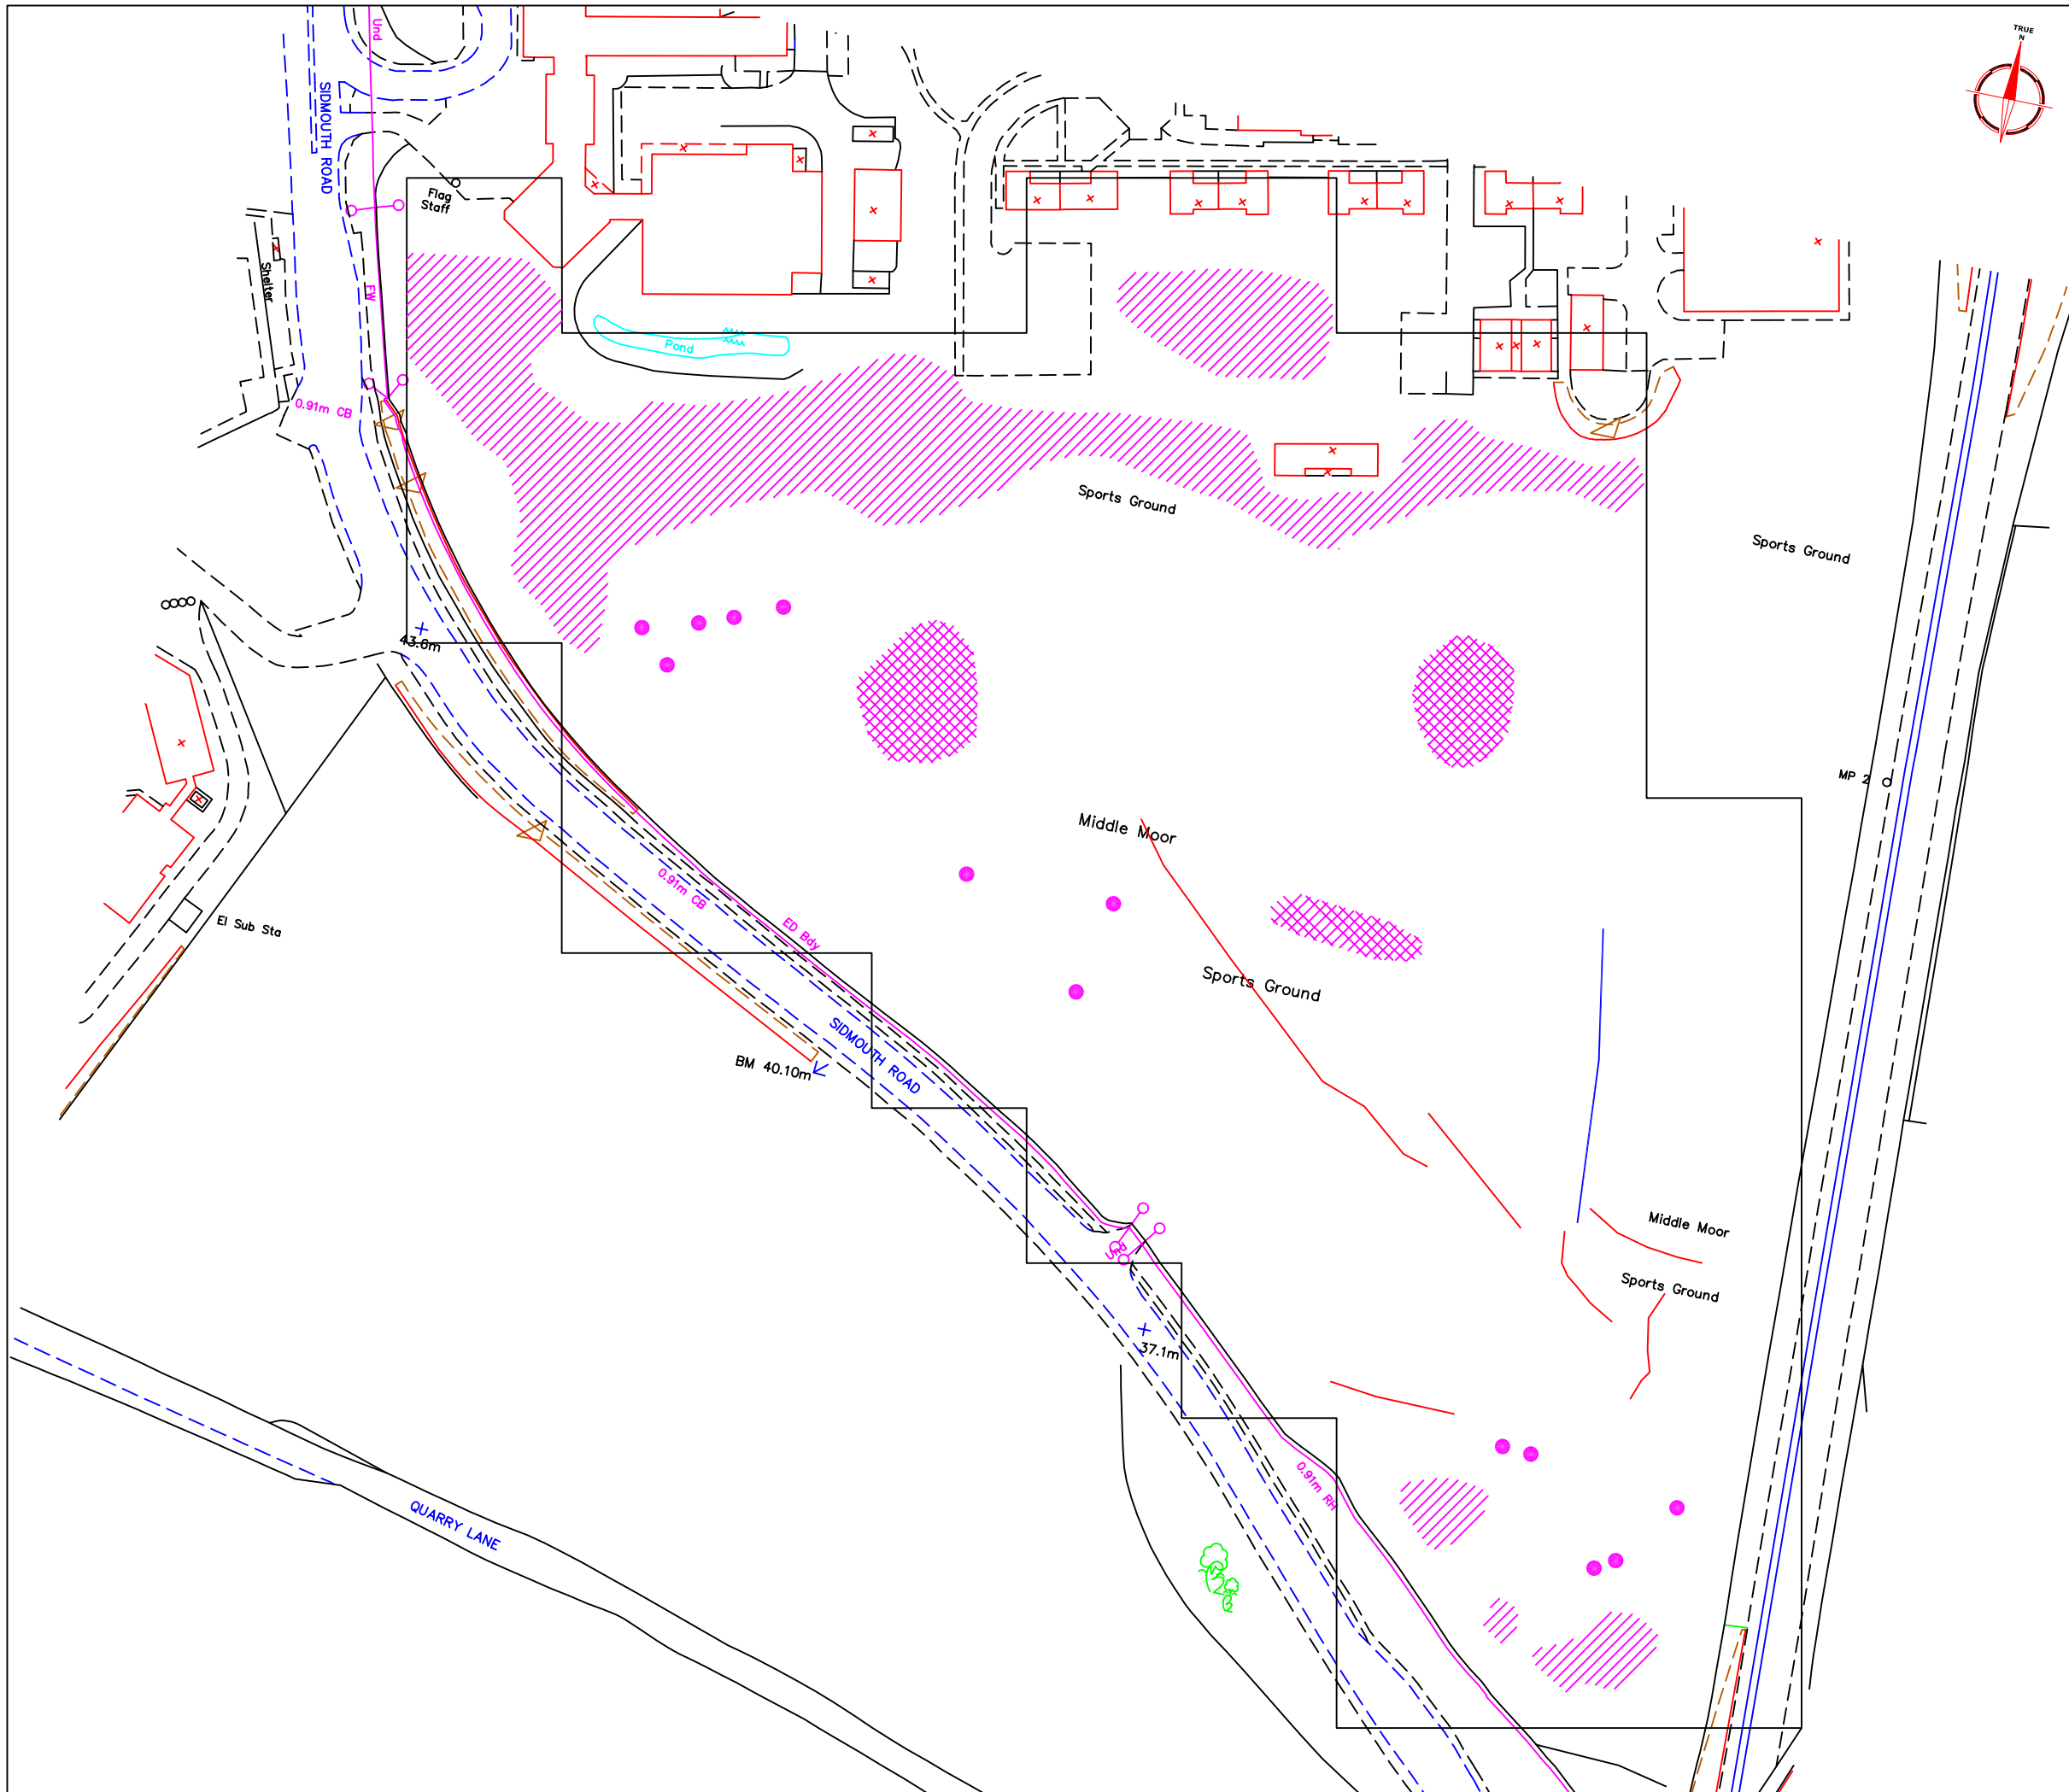 TRUE
N
Und
SIDMOUTH ROAD
Flag
Staff
Shelter
FW
Pond
0.91m CB
Sports Ground
Sports Ground
43.6m
MP 2
Middle Moor
0.91m CB
El Sub Sta
ED Bdy
Sports Ground
SIDMOUTH ROAD
BM 40.10m
Middle Moor
Und
Sports Ground
37.1m
0.91m RH
QUARRY LANE